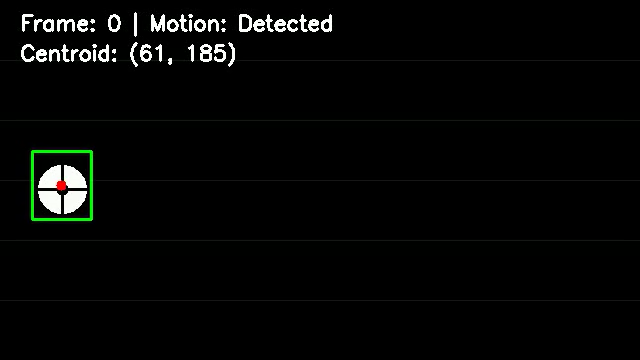 Frame: 0 | Motion: Detected
Centroid: (61, 185)